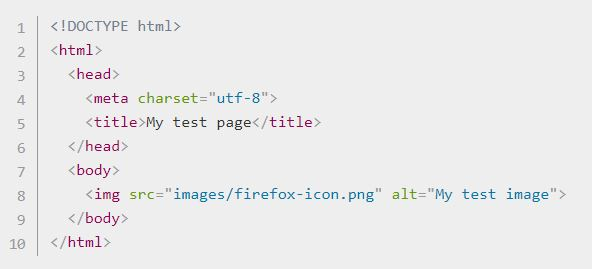 1 <!DOCTYPE html>
2 <html>
3   <head>
4     <meta charset="utf-8">
5     <title>My test page</title>
6   </head>
7   <body>
8     <img src="images/firefox-icon.png" alt="My test image">
9   </body>
10 </html>